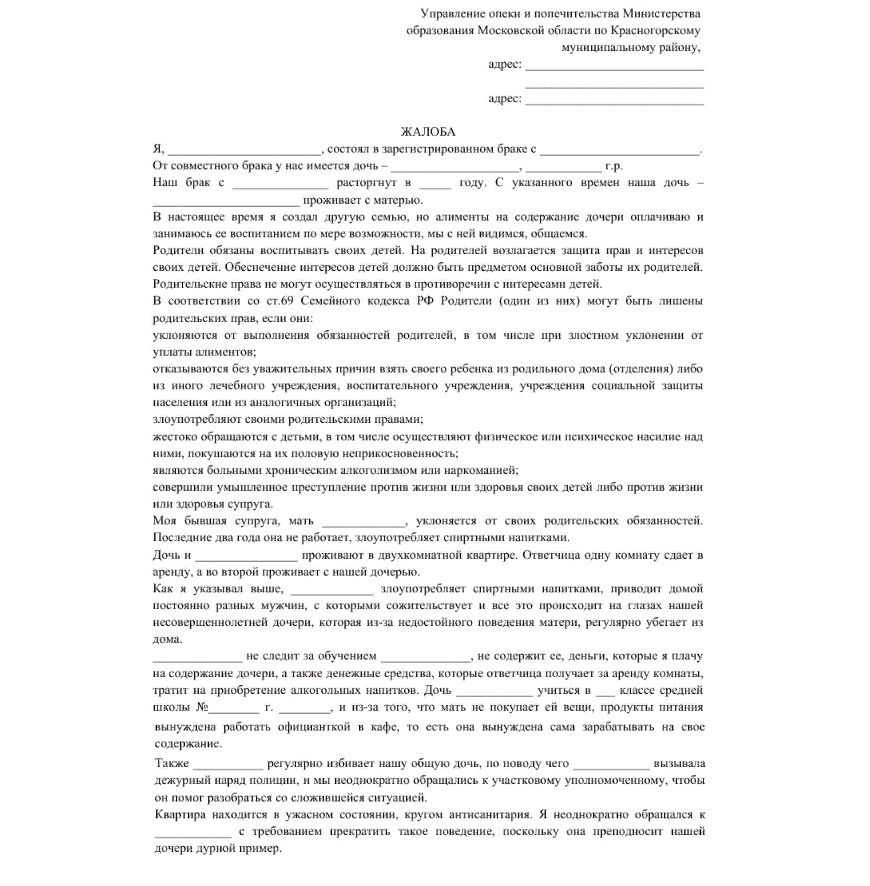 Управление опеки и попечительства Министерства
образования Московской области по Красногорскому
муниципальному району,
адрес: ____________________________
____________________________
адрес: ____________________________
ЖАЛОБА
Я, ________________________, состоял в зарегистрированном браке с _________________________.
От совместного брака у нас имеется дочь – ____________________, ____________ г.р.
Наш брак с _______________ расторгнут в _____ году. С указанного времен наша дочь –
_______________________ проживает с матерью.
В настоящее время я создал другую семью, но алименты на содержание дочери оплачиваю и
занимаюсь ее воспитанием по мере возможности, мы с ней видимся, общаемся.
Родители обязаны воспитывать своих детей. На родителей возлагается защита прав и интересов
своих детей. Обеспечение интересов детей должно быть предметом основной заботы их родителей.
Родительские права не могут осуществляться в противоречии с интересами детей.
В соответствии со ст.69 Семейного кодекса РФ Родители (один из них) могут быть лишены
родительских прав, если они:
уклоняются от выполнения обязанностей родителей, в том числе при злостном уклонении от
уплаты алиментов;
отказываются без уважительных причин взять своего ребенка из родильного дома (отделения) либо
из иного лечебного учреждения, воспитательного учреждения, учреждения социальной защиты
населения или из аналогичных организаций;
злоупотребляют своими родительскими правами;
жестоко обращаются с детьми, в том числе осуществляют физическое или психическое насилие над
ними, покушаются на их половую неприкосновенность;
являются больными хроническим алкоголизмом или наркоманией;
совершили умышленное преступление против жизни или здоровья своих детей либо против жизни
или здоровья супруга.
Моя бывшая супруга, мать _____________, уклоняется от своих родительских обязанностей.
Последние два года она не работает, злоупотребляет спиртными напитками.
Дочь и ________________ проживают в двухкомнатной квартире. Ответчица одну комнату сдает в
аренду, а во второй проживает с нашей дочерью.
Как я указывал выше, _____________ злоупотребляет спиртными напитками, приводит домой
постоянно разных мужчин, с которыми сожительствует и все это происходит на глазах нашей
несовершеннолетней дочери, которая из-за недостойного поведения матери, регулярно убегает из
дома.
______________ не следит за обучением ______________, не содержит ее, деньги, которые я плачу
на содержание дочери, а также денежные средства, которые ответчица получает за аренду комнаты,
тратит на приобретение алкогольных напитков. Дочь ____________ учиться в ___ классе средней
школы №________ г. ________, и из-за того, что мать не покупает ей вещи, продукты питания
вынуждена работать официанткой в кафе, то есть она вынуждена сама зарабатывать на свое
содержание.
Также ___________ регулярно избивает нашу общую дочь, по поводу чего ____________ вызывала
дежурный наряд полиции, и мы неоднократно обращались к участковому уполномоченному, чтобы
он помог разобраться со сложившейся ситуацией.
Квартира находится в ужасном состоянии, кругом антисанитария. Я неоднократно обращался к
____________ с требованием прекратить такое поведение, поскольку она преподносит нашей
дочери дурной пример.